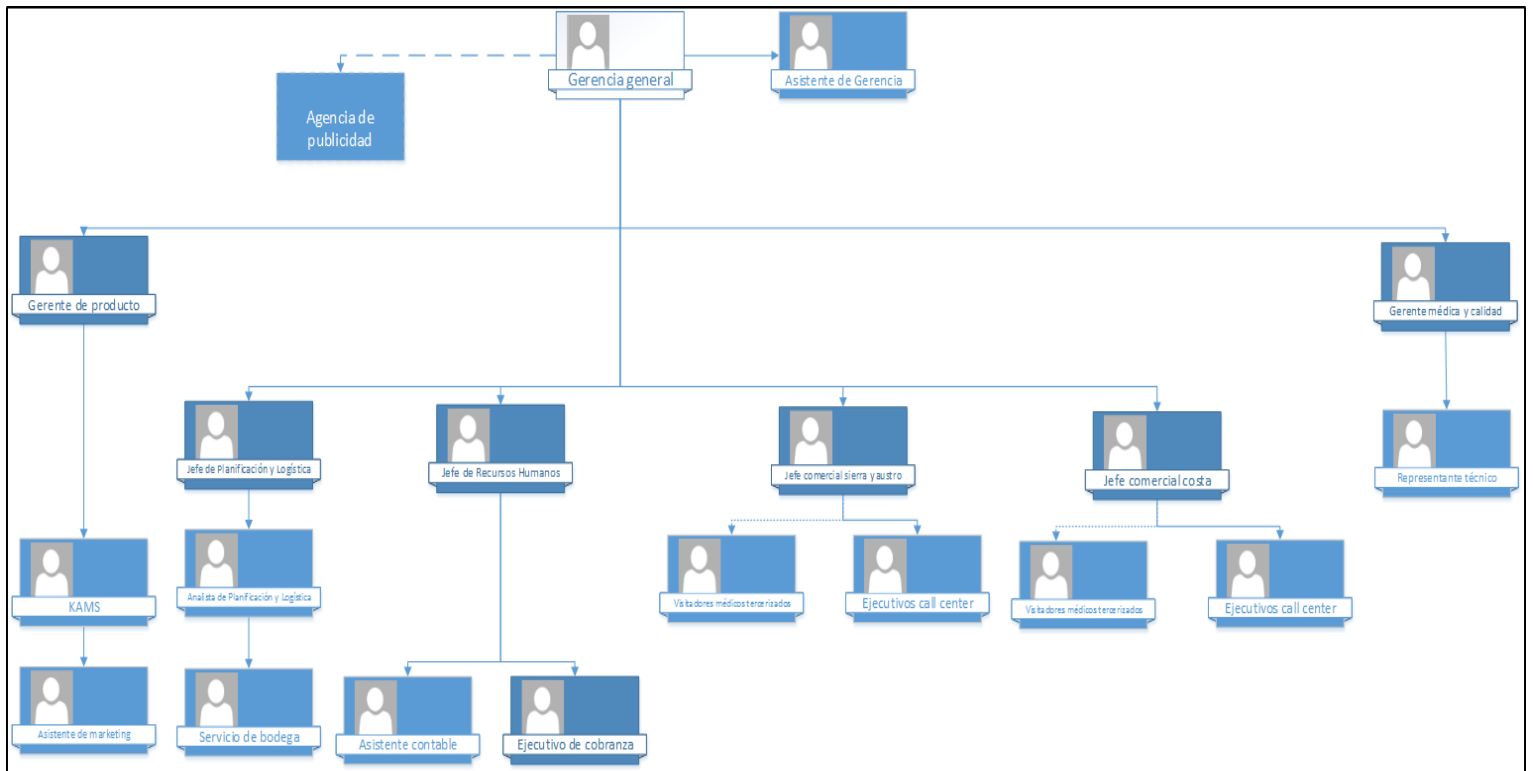 Gerencia general
Asistente de Gerencia
Agencia de
publicidad
Gerente de producto
Gerente médica y calidad
Jefe de Planificación y Logística
Jefe de Recursos Humanos
Jefe comercial sierra y austro
Jefe comercial costa
Representante técnico
KAMS
Analista de Planificación y Logística
Visitadores médicos tercerizados
Ejecutivos call center
Visitadores médicos tercerizados
Ejecutivos call center
Asistente de marketing
Servicio de bodega
Asistente contable
Ejecutivo de cobranza